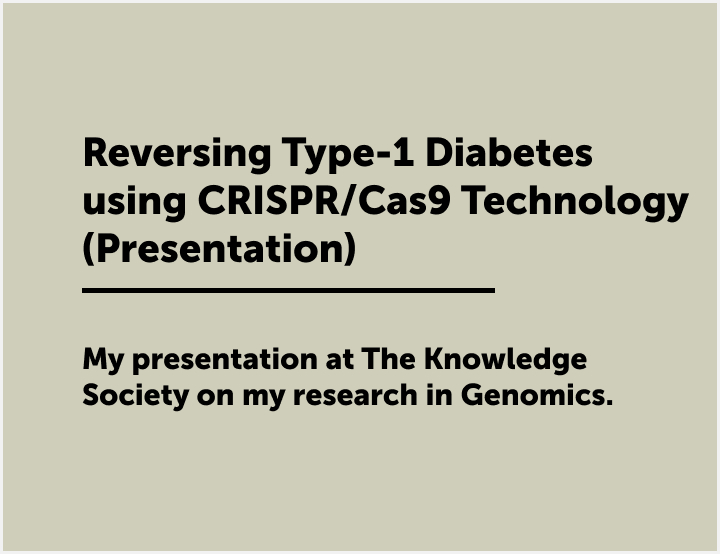 Reversing Type-1 Diabetes
using CRISPR/Cas9 Technology
(Presentation)
My presentation at The Knowledge
Society on my research in Genomics.